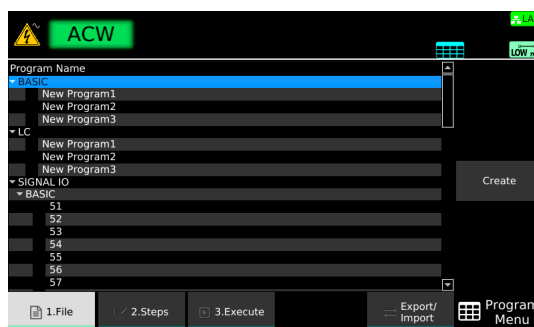 LA
ACW
LOW
Program Name
BASIC
New Program1
New Program2
New Program3
LC
New Program1
New Program2
New Program3
SIGNAL IO
BASIC
51
52
53
54
55
56
57
Create
1.File
2.Steps
3.Execute
Export/
Import
Program
Menu